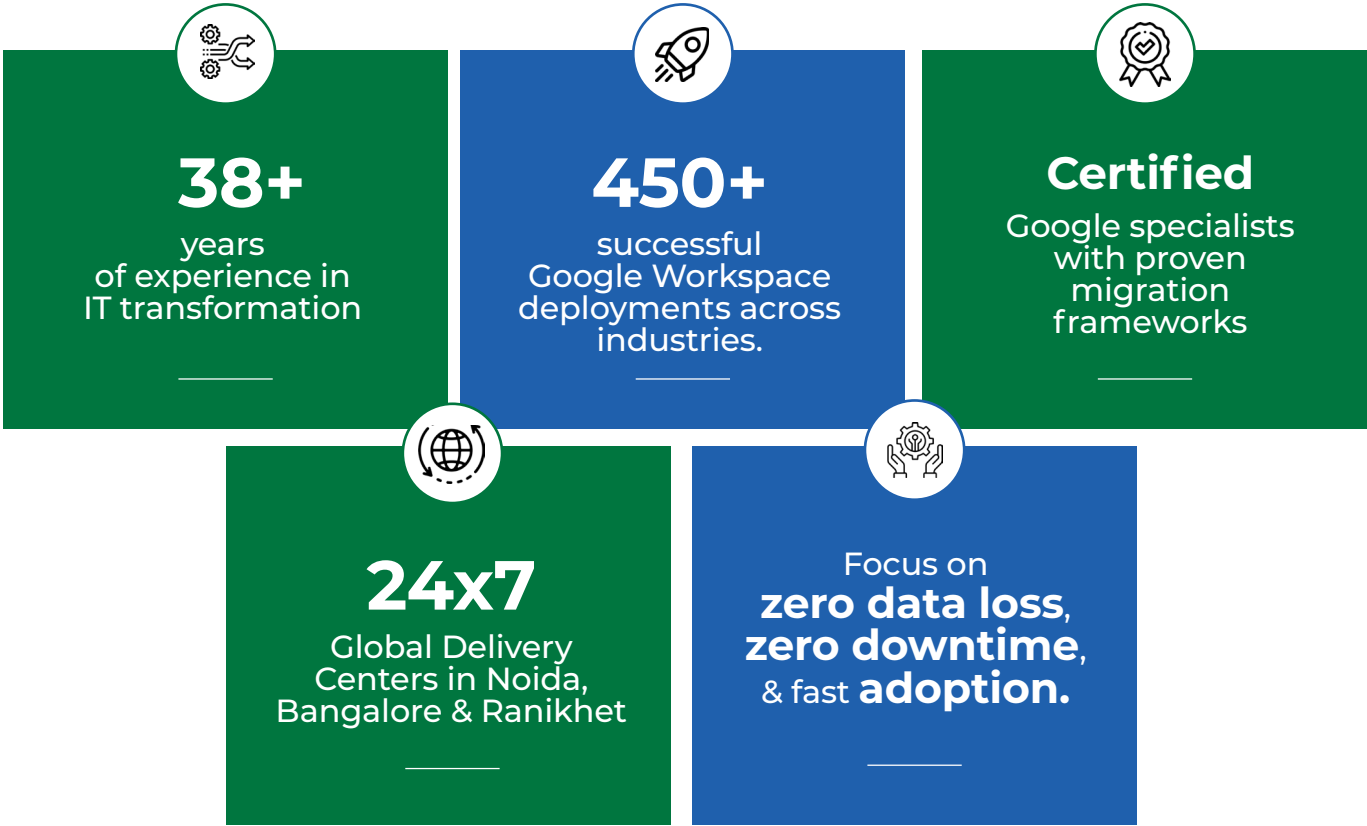 38+
years
of experience in
IT transformation
450+
successful
Google Workspace
deployments across
industries.
Certified
Google specialists
with proven
migration
frameworks
24x7
Global Delivery
Centers in Noida,
Bangalore & Ranikhet
Focus on
zero data loss,
zero downtime,
& fast adoption.